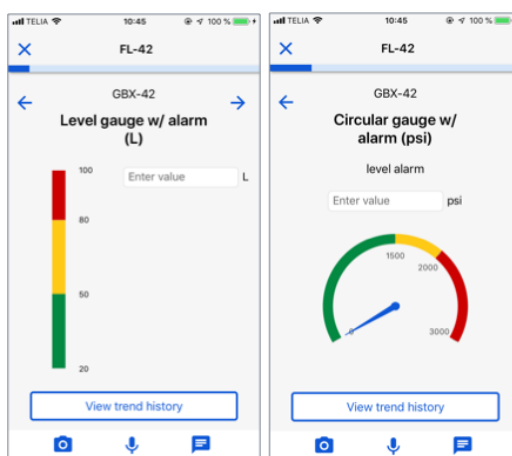 TELIA
10:45
100 %
FL-42
GBX-42
Level gauge w/ alarm
(L)
100
Enter value
L
80
50
20
View trend history
TELIA
10:45
100 %
FL-42
GBX-42
Circular gauge w/
alarm (psi)
level alarm
Enter value
psi
1500
2000
0
3000
View trend history